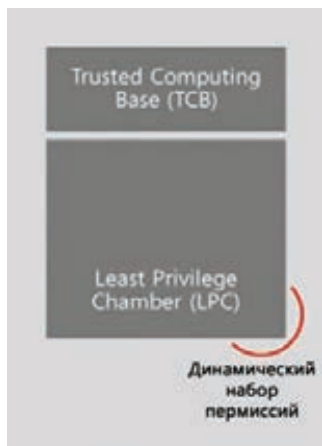 Trusted Computing
Base (TCB)
Least Privilege
Chamber (LPC)
Динамический
набор
пермиссий